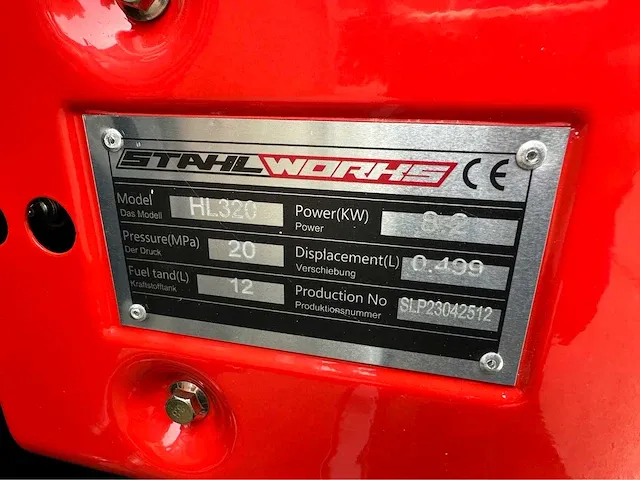 STAHLWORKS CE
Model HL320 Power(KW) 8.2
Das Modell Power
Pressure(MPa) 20 Displacement(L) 0.499
Der Druck Verschiebung
Fuel tand(L) 12 Production No SLP23042512
Kraftstofftank Produktionsnummer